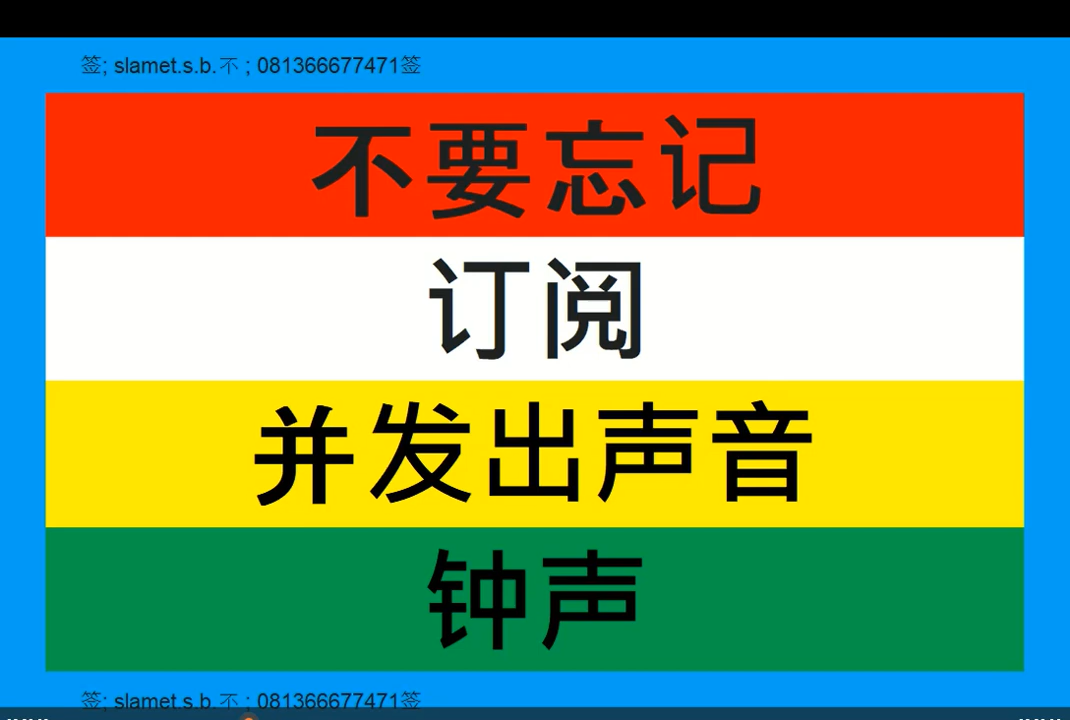 签; slamet.s.b.不 ; 081366677471签
不要忘记
订阅
并发出声音
钟声
签; slamet.s.b.不 ; 081366677471签